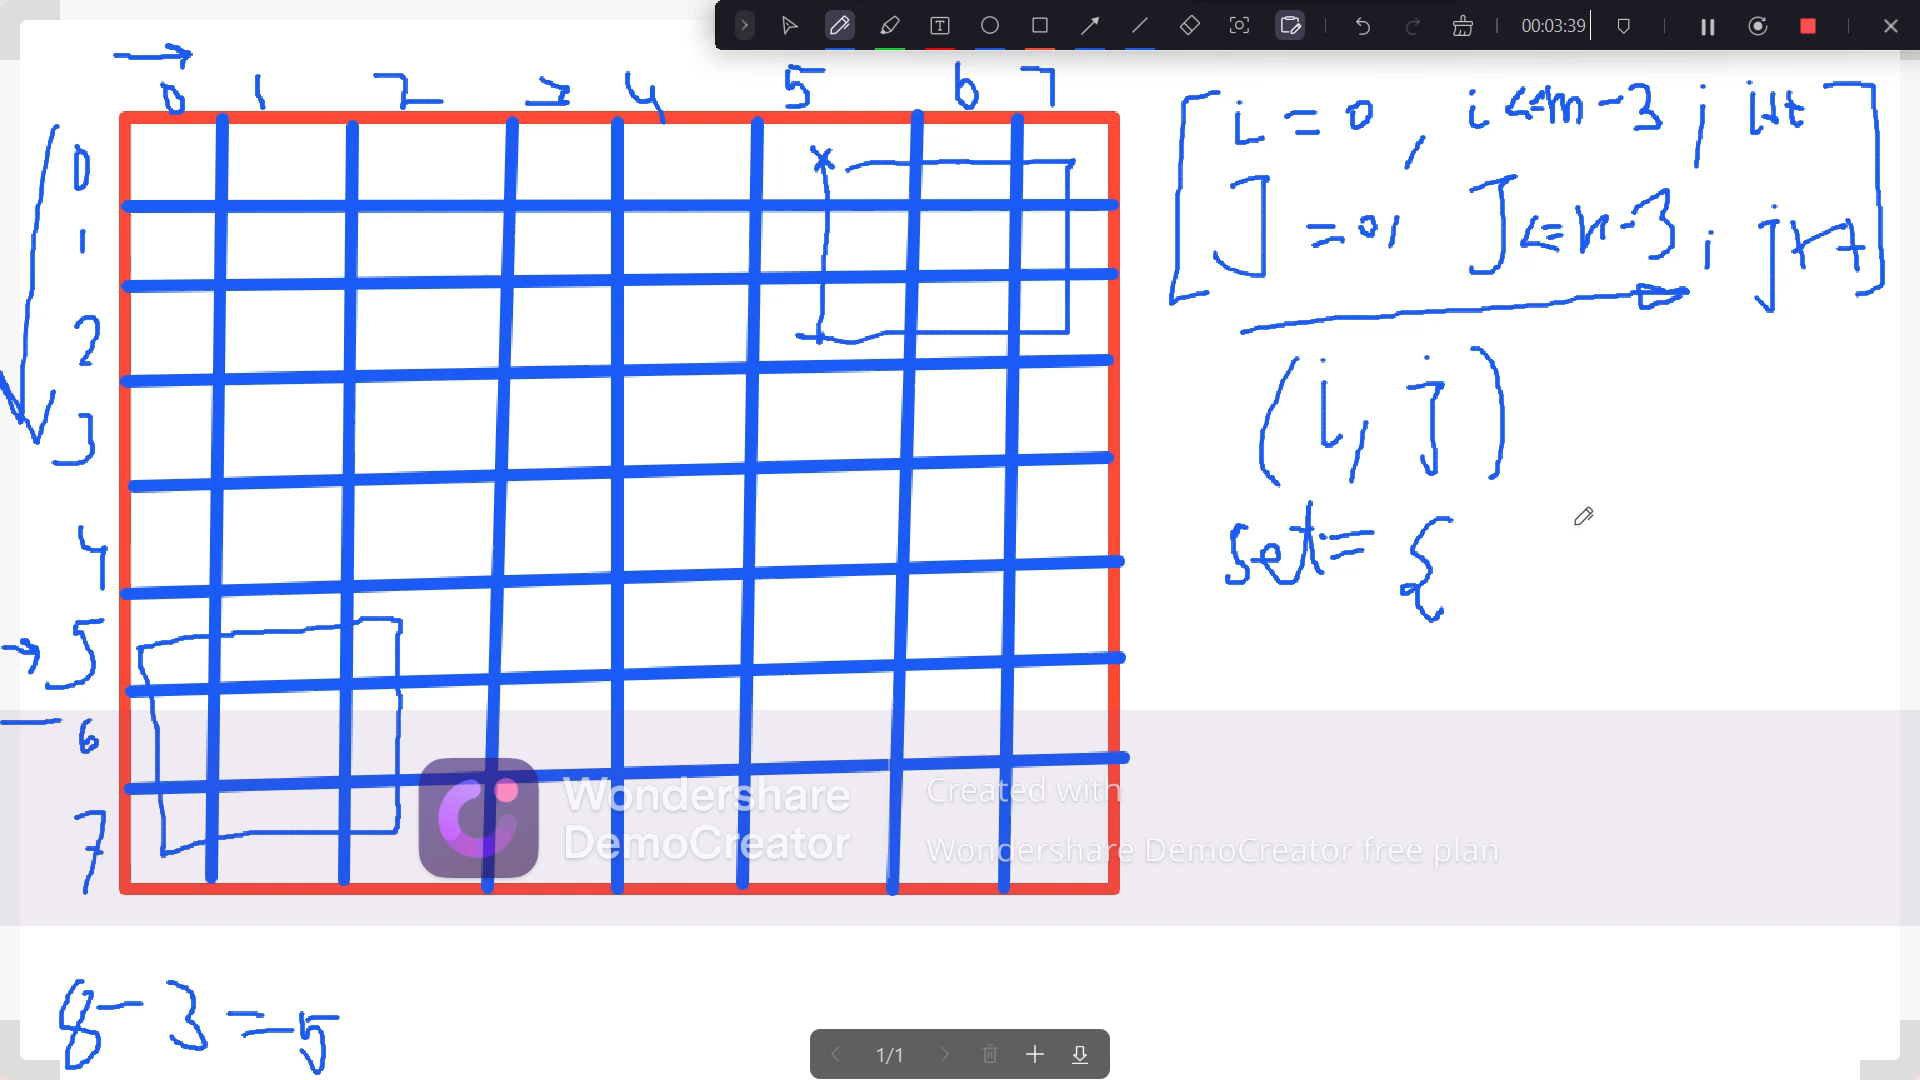 00:03:39
0 1 2 3 4 5 6 7
0
1
2
3
4
5
6
7
i = 0 , i <= m - 3 ; i++
J = 0, J <= n - 3 ; j++
(i, j)
set = {
Wondershare
DemoCreator
Created with
Wondershare DemoCreator free plan
8 - 3 = 5
1/1